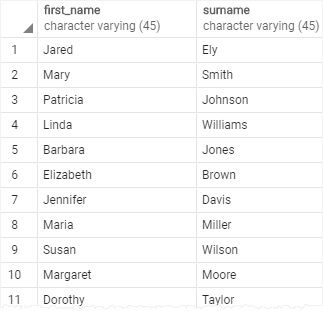 first_name surname
character varying (45) character varying (45)
1 Jared Ely
2 Mary Smith
3 Patricia Johnson
4 Linda Williams
5 Barbara Jones
6 Elizabeth Brown
7 Jennifer Davis
8 Maria Miller
9 Susan Wilson
10 Margaret Moore
11 Dorothy Taylor